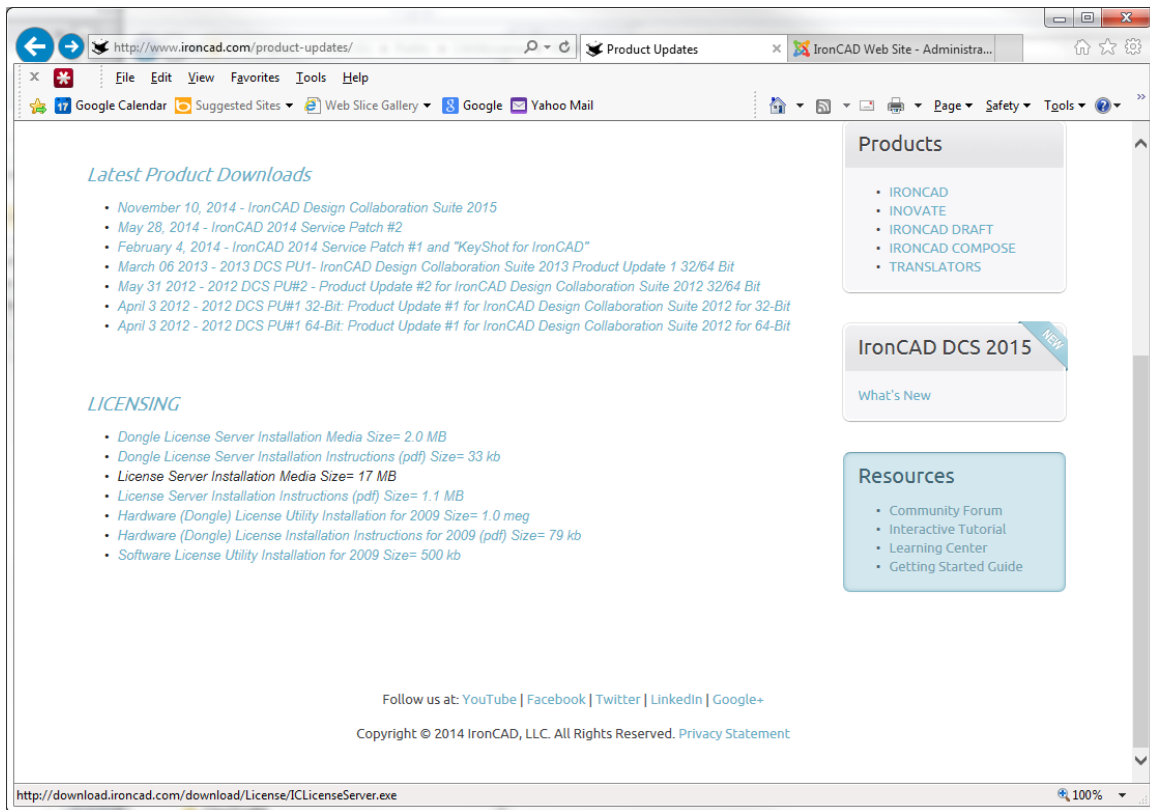 http://www.ironcad.com/product-updates/
Product Updates
IronCAD Web Site - Administra...
File Edit View Favorites Tools Help
17 Google Calendar Suggested Sites Web Slice Gallery 8 Google Yahoo Mail
Page Safety Tools
Latest Product Downloads
• November 10, 2014 - IronCAD Design Collaboration Suite 2015
• May 28, 2014 - IronCAD 2014 Service Patch #2
• February 4, 2014 - IronCAD 2014 Service Patch #1 and "KeyShot for IronCAD"
• March 06 2013 - 2013 DCS PU1- IronCAD Design Collaboration Suite 2013 Product Update 1 32/64 Bit
• May 31 2012 - 2012 DCS PU#2 - Product Update #2 for IronCAD Design Collaboration Suite 2012 32/64 Bit
• April 3 2012 - 2012 DCS PU#1 32-Bit: Product Update #1 for IronCAD Design Collaboration Suite 2012 for 32-Bit
• April 3 2012 - 2012 DCS PU#1 64-Bit: Product Update #1 for IronCAD Design Collaboration Suite 2012 for 64-Bit
LICENSING
• Dongle License Server Installation Media Size= 2.0 MB
• Dongle License Server Installation Instructions (pdf) Size= 33 kb
• License Server Installation Media Size= 17 MB
• License Server Installation Instructions (pdf) Size= 1.1 MB
• Hardware (Dongle) License Utility Installation for 2009 Size= 1.0 meg
• Hardware (Dongle) License Installation Instructions for 2009 (pdf) Size= 79 kb
• Software License Utility Installation for 2009 Size= 500 kb
Products
• IRONCAD
• INOVATE
• IRONCAD DRAFT
• IRONCAD COMPOSE
• TRANSLATORS
IronCAD DCS 2015
NEW
What's New
Resources
• Community Forum
• Interactive Tutorial
• Learning Center
• Getting Started Guide
Follow us at: YouTube | Facebook | Twitter | LinkedIn | Google+
Copyright © 2014 IronCAD, LLC. All Rights Reserved. Privacy Statement
http://download.ironcad.com/download/License/ICLicenseServer.exe
100%